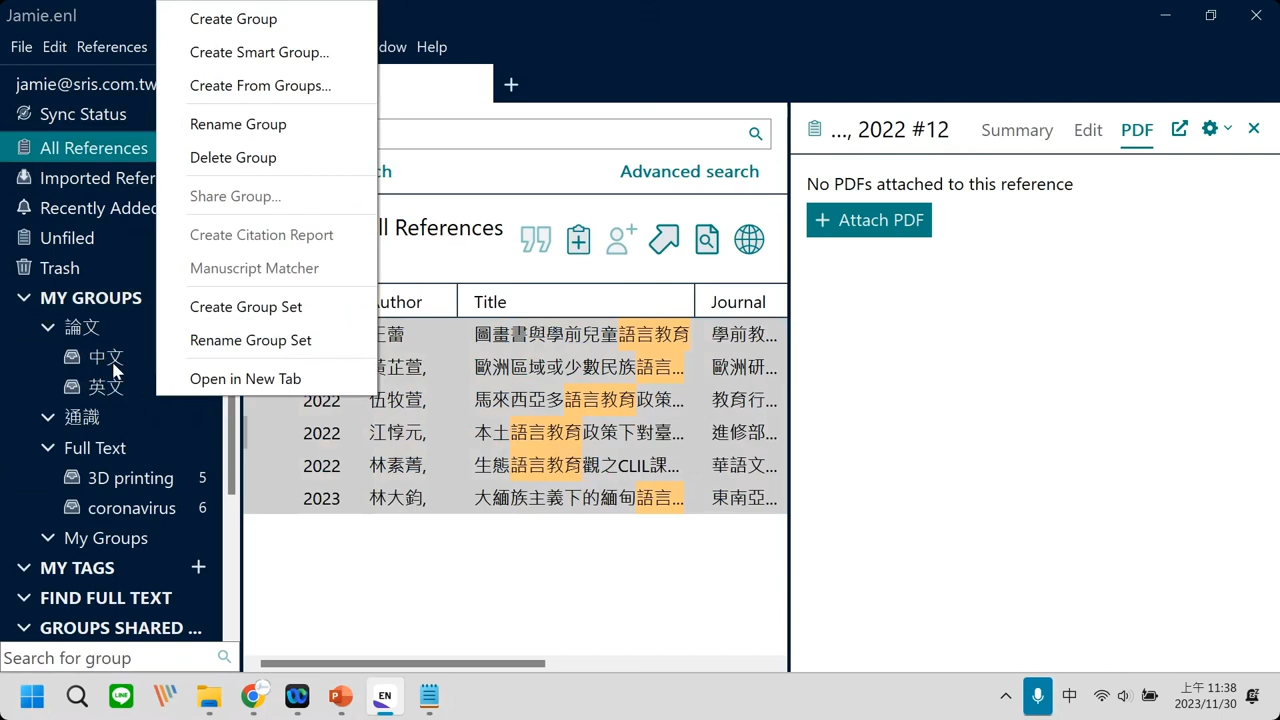 Jamie.enl
File Edit References
dow Help
jamie@sris.com.tw
Sync Status
All References
Imported Refer
Recently Added
Unfiled
Trash
MY GROUPS
論文
中文
英文
通識
Full Text
3D printing 5
coronavirus 6
My Groups
MY TAGS +
FIND FULL TEXT
GROUPS SHARED ...
Search for group
Create Group
Create Smart Group...
Create From Groups...
Rename Group
Delete Group
Share Group...
Create Citation Report
Manuscript Matcher
Create Group Set
Rename Group Set
Open in New Tab
+
ch
Advanced search
ll References
uthor Title Journal
王蕾 圖畫書與學前兒童語言教育 學前教...
黃芷萱, 歐洲區域或少數民族語言... 歐洲研...
2022 伍牧萱, 馬來西亞多語言教育政策... 教育行...
2022 江惇元, 本土語言教育政策下對臺... 進修部...
2022 林素菁, 生態語言教育觀之CLIL課... 華語文...
2023 林大鈞, 大緬族主義下的緬甸語言... 東南亞...
..., 2022 #12 Summary Edit PDF
No PDFs attached to this reference
+ Attach PDF
EN
中
上午 11:38
2023/11/30